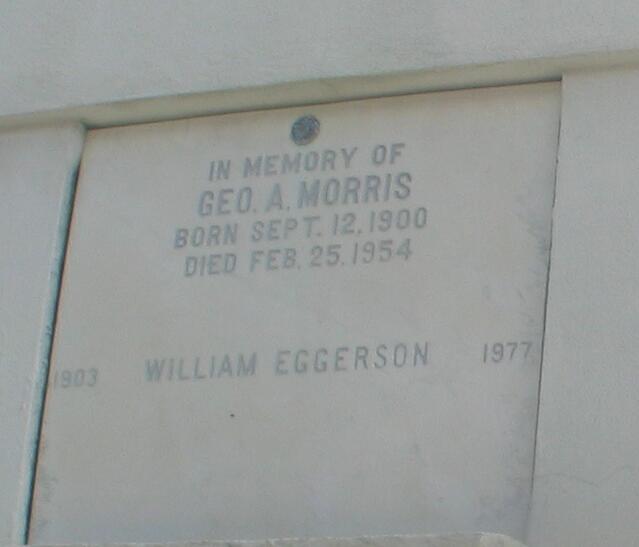 IN MEMORY OF
GEO. A. MORRIS
BORN SEPT. 12, 1900
DIED FEB. 25. 1954
1903 WILLIAM EGGERSON 1977